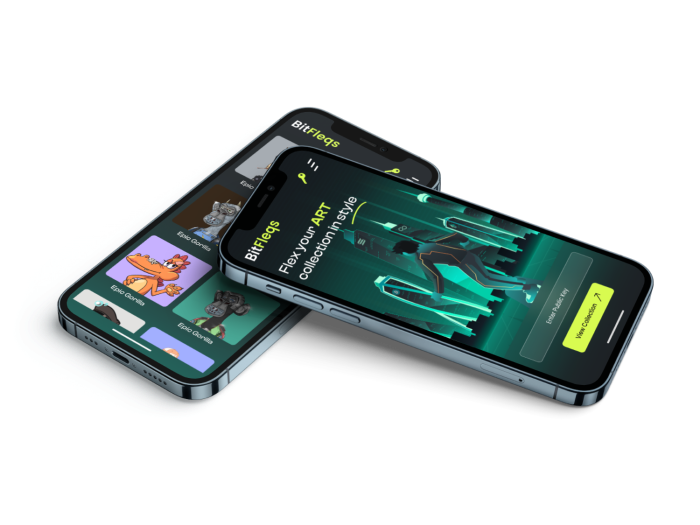 BitFleqs
Epic Gorilla
Epic Gorilla
Epic Gorilla
BitFleqs
Flex your ART
collection in style
Enter Public Key
View Collection